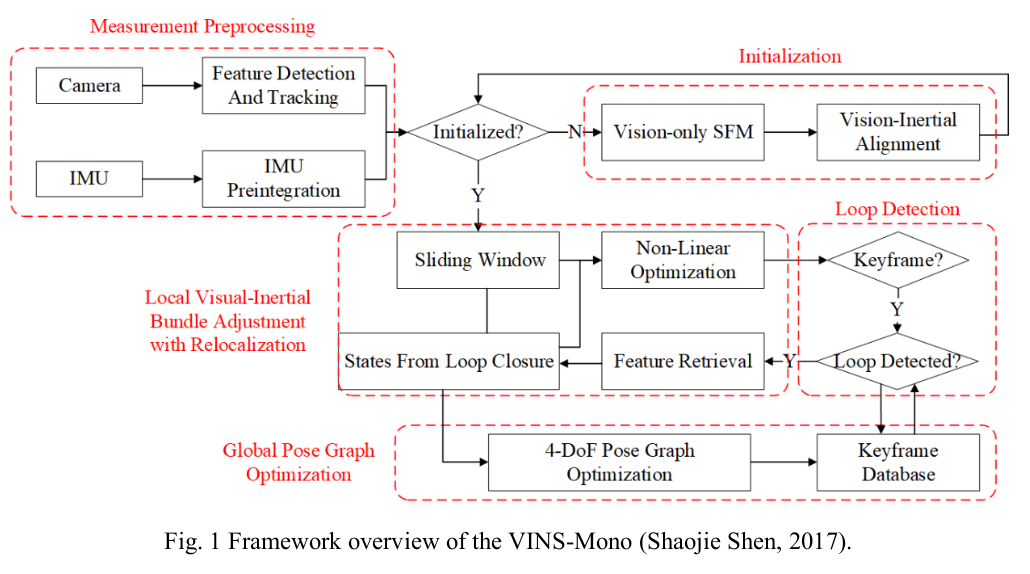 Measurement Preprocessing
Camera
Feature Detection
And Tracking
IMU
IMU
Preintegration
Initialized?
N
Y
Initialization
Vision-only SFM
Vision-Inertial
Alignment
Local Visual-Inertial
Bundle Adjustment
with Relocalization
Sliding Window
Non-Linear
Optimization
States From Loop Closure
Feature Retrieval
Loop Detection
Keyframe?
Y
Loop Detected?
Y
Global Pose Graph
Optimization
4-DoF Pose Graph
Optimization
Keyframe
Database
Fig. 1 Framework overview of the VINS-Mono (Shaojie Shen, 2017).